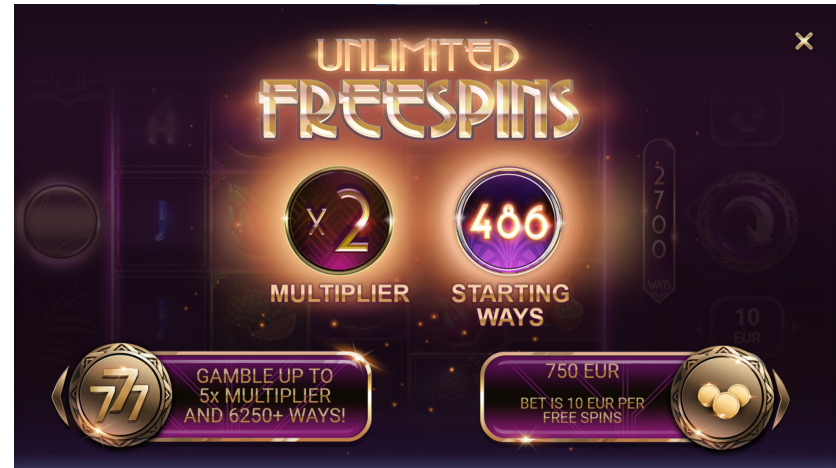 UNLIMITED
FREESPINS
x2
486
MULTIPLIER
STARTING
WAYS
2700
WAYS
10
EUR
A
J
J
777
GAMBLE UP TO
5x MULTIPLIER
AND 6250+ WAYS!
750 EUR
BET IS 10 EUR PER
FREE SPINS